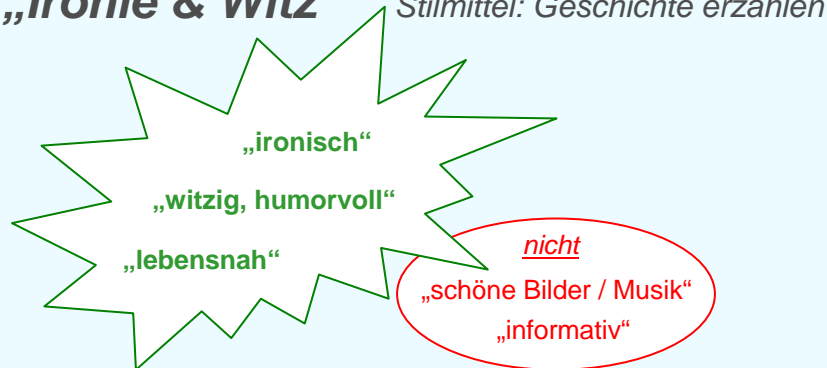 „Ironie & Witz“ Stilmittel: Geschichte erzählen
„ironisch“
„witzig, humorvoll“
„lebensnah“
nicht
„schöne Bilder / Musik“
„informativ“